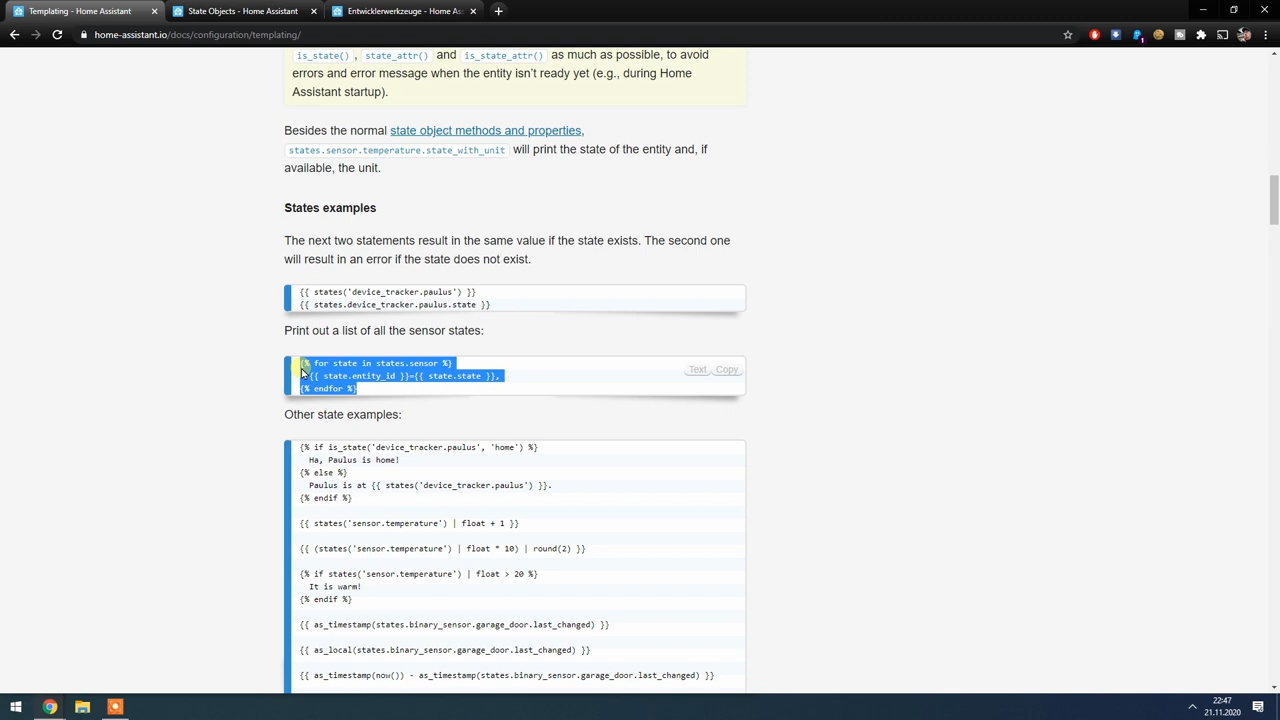 Templating - Home Assistant
State Objects - Home Assistant
Entwicklerwerkzeuge - Home Ass
home-assistant.io/docs/configuration/templating/
is_state(), state_attr() and is_state_attr() as much as possible, to avoid
errors and error message when the entity isn't ready yet (e.g., during Home
Assistant startup).
Besides the normal state object methods and properties,
states.sensor.temperature.state_with_unit will print the state of the entity and, if
available, the unit.
States examples
The next two statements result in the same value if the state exists. The second one
will result in an error if the state does not exist.
{{ states('device_tracker.paulus') }}
{{ states.device_tracker.paulus.state }}
Print out a list of all the sensor states:
{% for state in states.sensor %}
{{ state.entity_id }}={{ state.state }},
{% endfor %}
Text Copy
Other state examples:
{% if is_state('device_tracker.paulus', 'home') %}
Ha, Paulus is home!
{% else %}
Paulus is at {{ states('device_tracker.paulus') }}.
{% endif %}
{{ states('sensor.temperature') | float + 1 }}
{{ (states('sensor.temperature') | float * 10) | round(2) }}
{% if states('sensor.temperature') | float > 20 %}
It is warm!
{% endif %}
{{ as_timestamp(states.binary_sensor.garage_door.last_changed) }}
{{ as_local(states.binary_sensor.garage_door.last_changed) }}
{{ as_timestamp(now()) - as_timestamp(states.binary_sensor.garage_door.last_changed) }}
22:47
21.11.2020